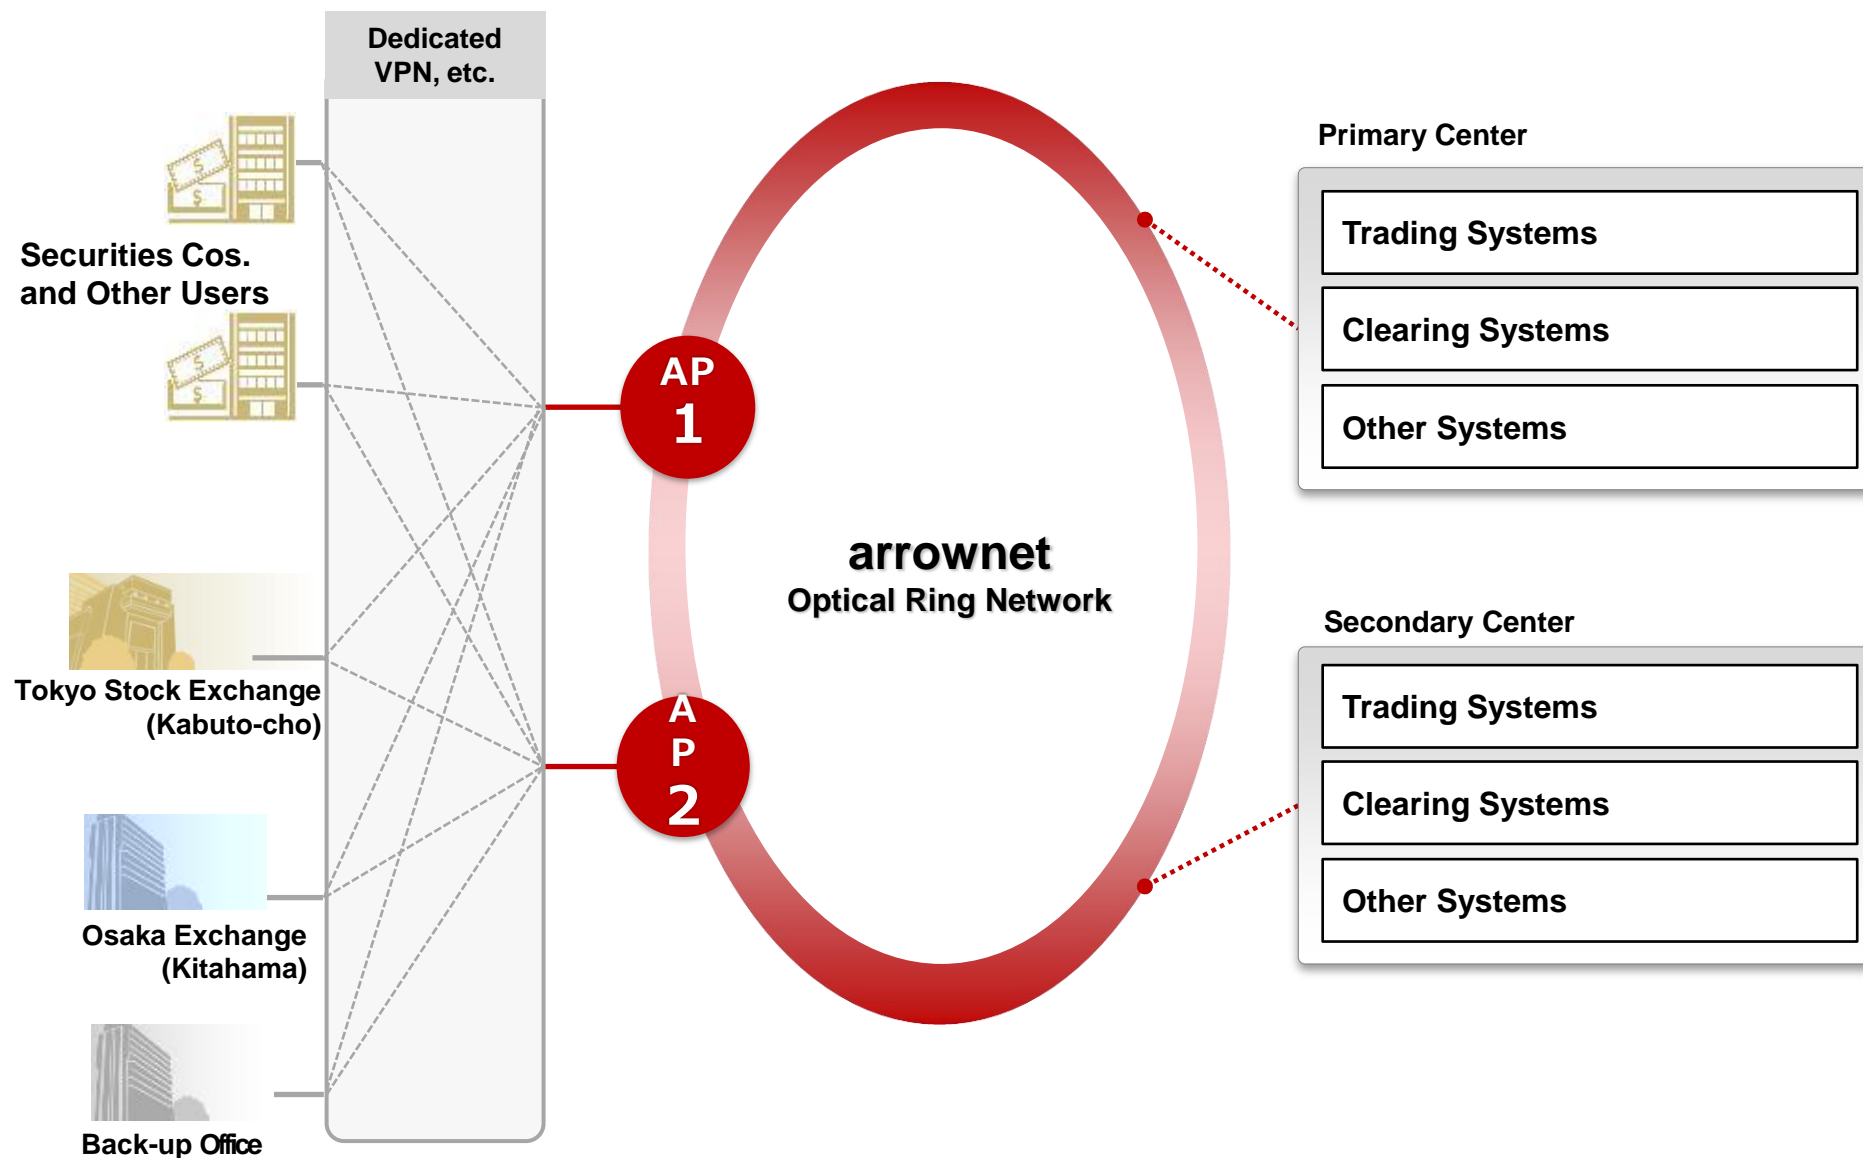 Dedicated
VPN, etc.
Securities Cos.
and Other Users
Tokyo Stock Exchange
(Kabuto-cho)
Osaka Exchange
(Kitahama)
Back-up Office
AP
1
A
P
2
arrownet
Optical Ring Network
Primary Center
Trading Systems
Clearing Systems
Other Systems
Secondary Center
Trading Systems
Clearing Systems
Other Systems